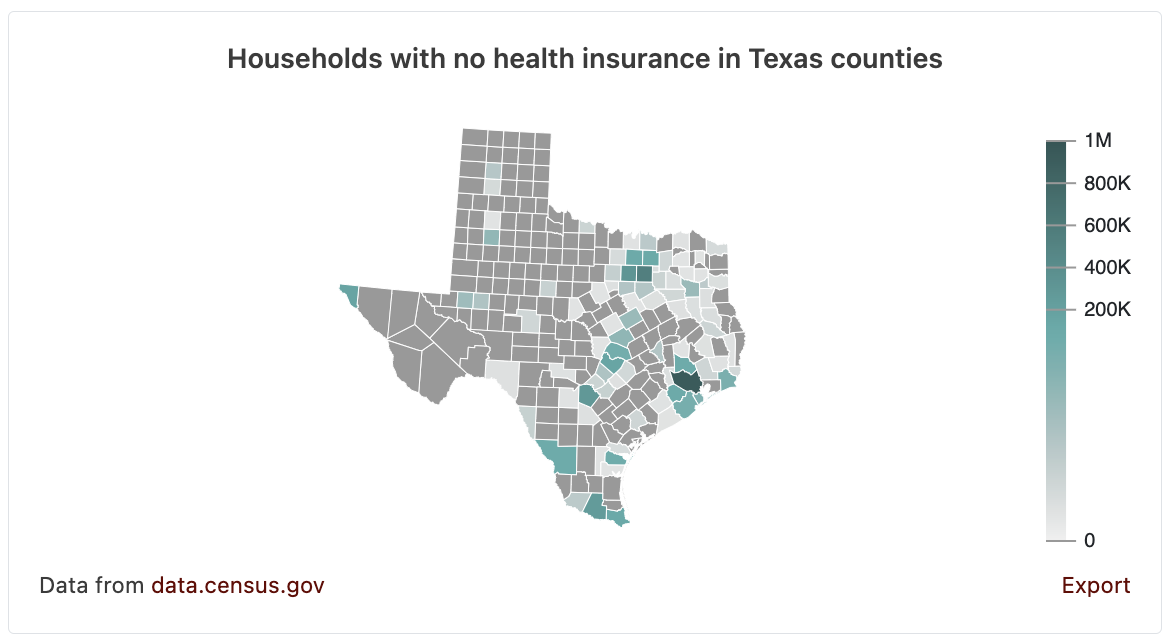 Households with no health insurance in Texas counties
1M
800K
600K
400K
200K
0
Data from data.census.gov
Export